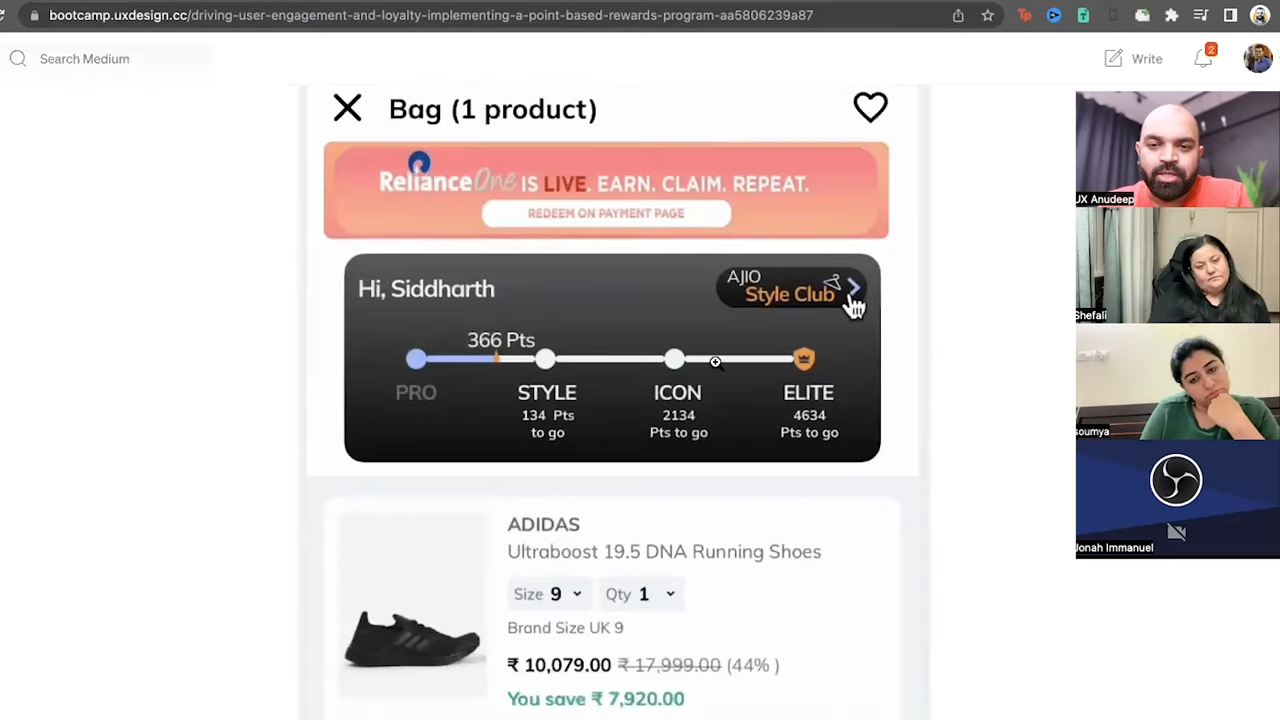 bootcamp.uxdesign.cc/driving-user-engagement-and-loyalty-implementing-a-point-based-rewards-program-aa5806239a87
Search Medium
Write
2
Bag (1 product)
RelianceOne IS LIVE. EARN. CLAIM. REPEAT.
REDEEM ON PAYMENT PAGE
Hi, Siddharth
AJIO
Style Club
366 Pts
PRO
STYLE
134 Pts
to go
ICON
2134
Pts to go
ELITE
4634
Pts to go
ADIDAS
Ultraboost 19.5 DNA Running Shoes
Size 9
Qty 1
Brand Size UK 9
₹ 10,079.00 ₹ 17,999.00 (44% )
You save ₹ 7,920.00
UX Anudeep
Shefali
soumya
Jonah Immanuel